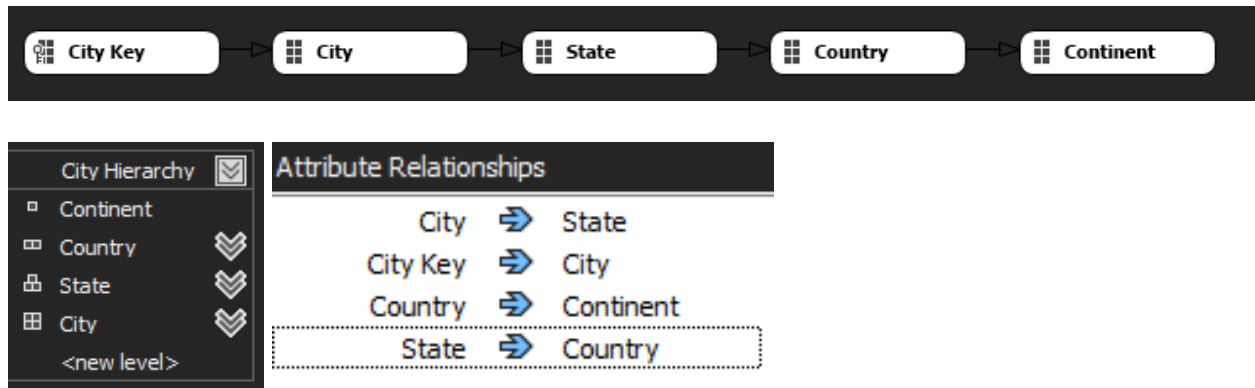 City Key
City
State
Country
Continent
City Hierarchy
Continent
Country
State
City
<new level>
Attribute Relationships
City State
City Key City
Country Continent
State Country